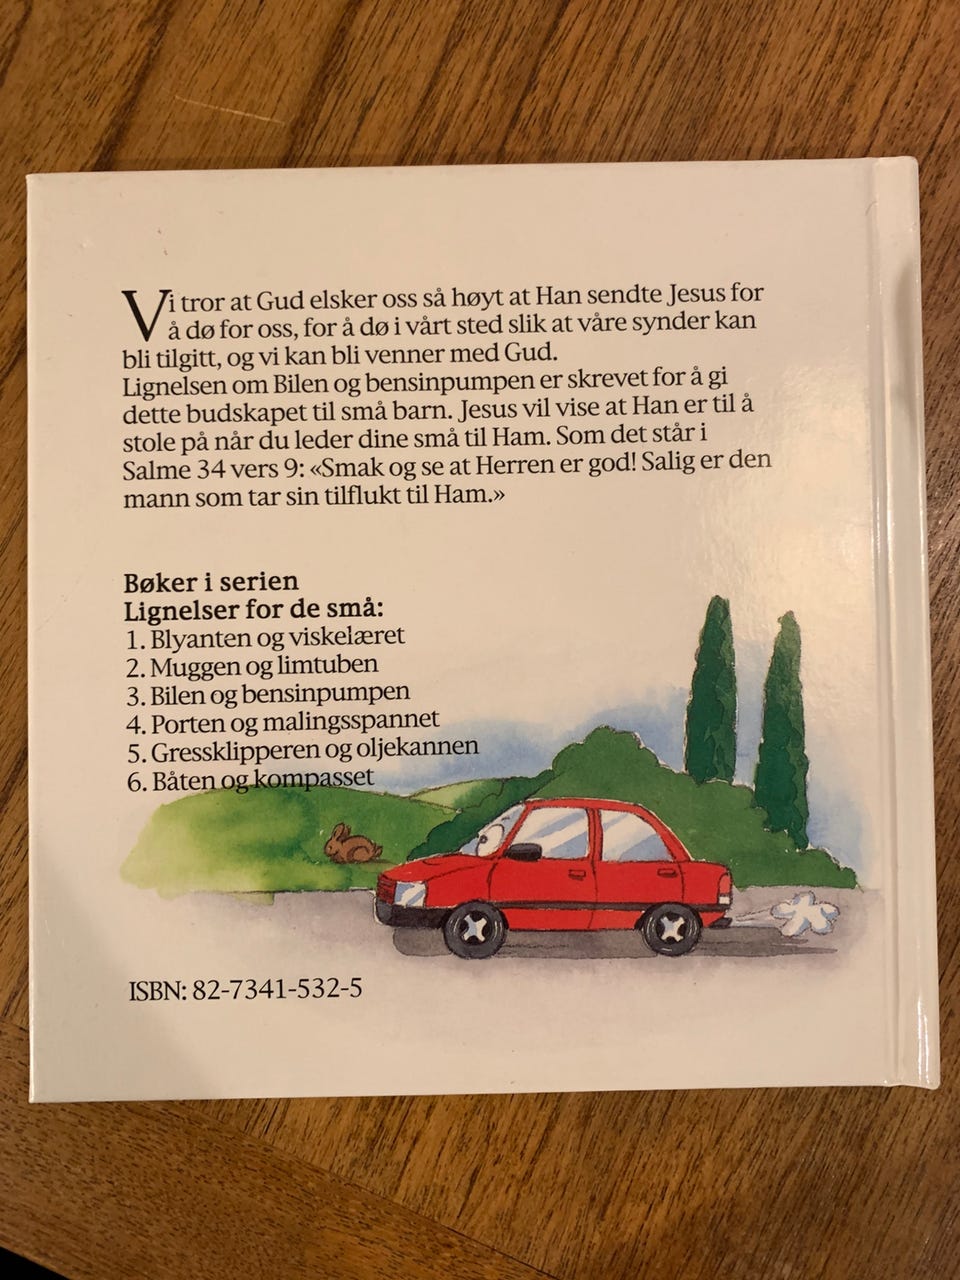 Vi tror at Gud elsker oss så høyt at Han sendte Jesus for
å dø for oss, for å dø i vårt sted slik at våre synder kan
bli tilgitt, og vi kan bli venner med Gud.
Lignelsen om Bilen og bensinpumpen er skrevet for å gi
dette budskapet til små barn. Jesus vil vise at Han er til å
stole på når du leder dine små til Ham. Som det står i
Salme 34 vers 9: «Smak og se at Herren er god! Salig er den
mann som tar sin tilflukt til Ham.»
Bøker i serien
Lignelser for de små:
1. Blyanten og viskelæret
2. Muggen og limtuben
3. Bilen og bensinpumpen
4. Porten og malingsspannet
5. Gressklipperen og oljekannen
6. Båten og kompasset
ISBN: 82-7341-532-5